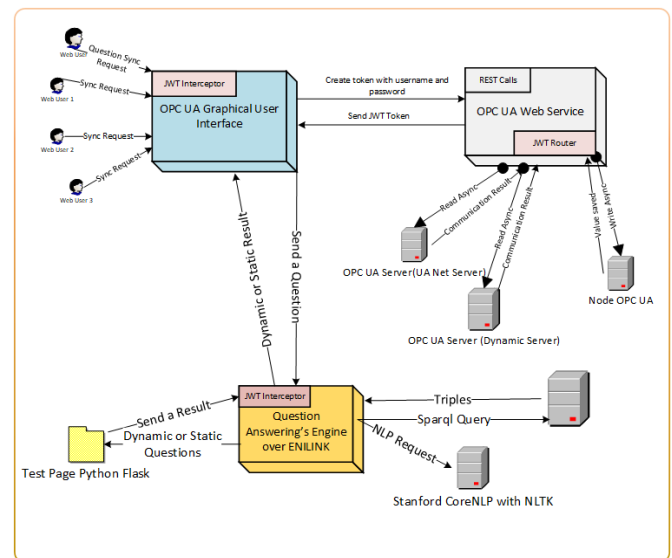 Web User
Question Sync
Request
JWT Interceptor
OPC UA Graphical User
Interface
Sync Request
Web User 1
Sync Request
Web User 2
Sync Request
Web User 3
Create token with username and
password
Send JWT Token
REST Calls
OPC UA Web Service
JWT Router
Read Async
Communication Result
Read Async
Communication Result
Value saved
Write Async
OPC UA Server(UA Net Server)
OPC UA Server (Dynamic Server)
Node OPC UA
Dynamic or Static Result
Send a Question
JWT Interceptor
Question
Answering's Engine
over ENILINK
Send a Result
Dynamic or Static
Questions
Test Page Python Flask
Triples
Sparql Query
NLP Request
Stanford CoreNLP with NLTK